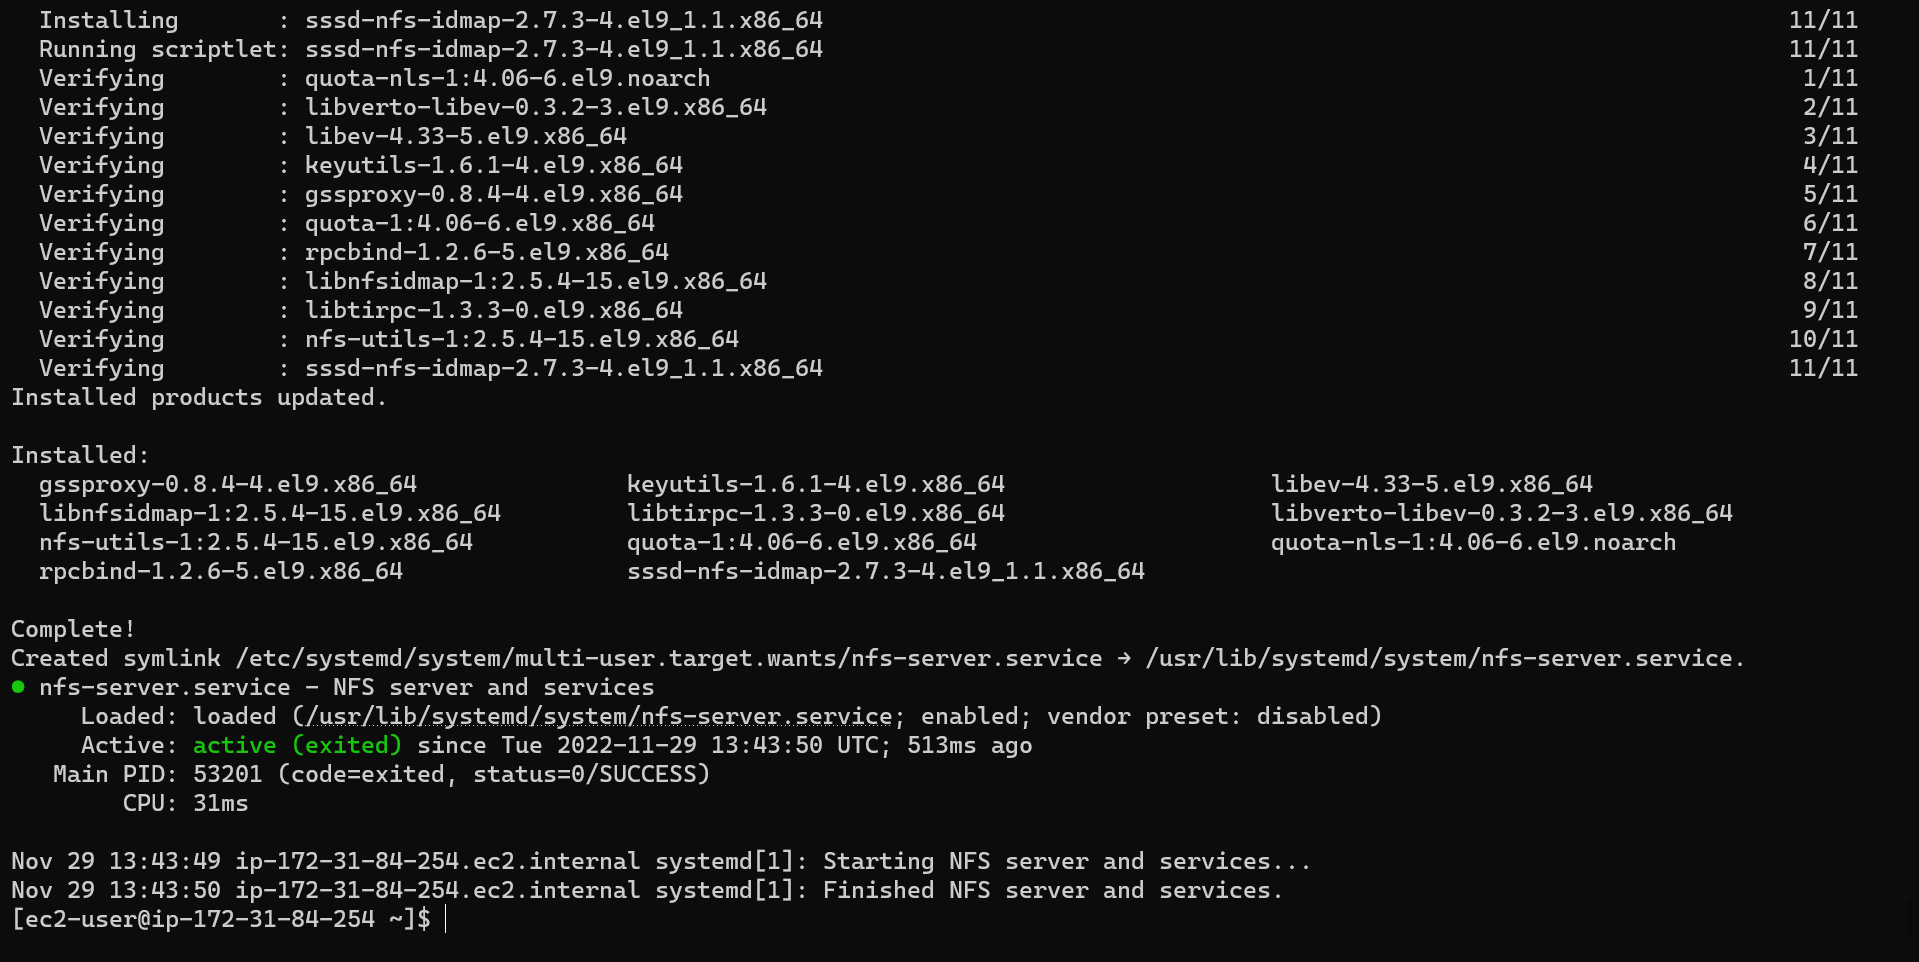 Installing       : sssd-nfs-idmap-2.7.3-4.el9_1.1.x86_64 11/11
Running scriptlet: sssd-nfs-idmap-2.7.3-4.el9_1.1.x86_64 11/11
Verifying        : quota-nls-1:4.06-6.el9.noarch 1/11
Verifying        : libverto-libev-0.3.2-3.el9.x86_64 2/11
Verifying        : libev-4.33-5.el9.x86_64 3/11
Verifying        : keyutils-1.6.1-4.el9.x86_64 4/11
Verifying        : gssproxy-0.8.4-4.el9.x86_64 5/11
Verifying        : quota-1:4.06-6.el9.x86_64 6/11
Verifying        : rpcbind-1.2.6-5.el9.x86_64 7/11
Verifying        : libnfsidmap-1:2.5.4-15.el9.x86_64 8/11
Verifying        : libtirpc-1.3.3-0.el9.x86_64 9/11
Verifying        : nfs-utils-1:2.5.4-15.el9.x86_64 10/11
Verifying        : sssd-nfs-idmap-2.7.3-4.el9_1.1.x86_64 11/11
Installed products updated.

Installed:
gssproxy-0.8.4-4.el9.x86_64 keyutils-1.6.1-4.el9.x86_64 libev-4.33-5.el9.x86_64
libnfsidmap-1:2.5.4-15.el9.x86_64 libtirpc-1.3.3-0.el9.x86_64 libverto-libev-0.3.2-3.el9.x86_64
nfs-utils-1:2.5.4-15.el9.x86_64 quota-1:4.06-6.el9.x86_64 quota-nls-1:4.06-6.el9.noarch
rpcbind-1.2.6-5.el9.x86_64 sssd-nfs-idmap-2.7.3-4.el9_1.1.x86_64

Complete!
Created symlink /etc/systemd/system/multi-user.target.wants/nfs-server.service → /usr/lib/systemd/system/nfs-server.service.
● nfs-server.service - NFS server and services
Loaded: loaded (/usr/lib/systemd/system/nfs-server.service; enabled; vendor preset: disabled)
Active: active (exited) since Tue 2022-11-29 13:43:50 UTC; 513ms ago
Main PID: 53201 (code=exited, status=0/SUCCESS)
CPU: 31ms

Nov 29 13:43:49 ip-172-31-84-254.ec2.internal systemd[1]: Starting NFS server and services...
Nov 29 13:43:50 ip-172-31-84-254.ec2.internal systemd[1]: Finished NFS server and services.
[ec2-user@ip-172-31-84-254 ~]$